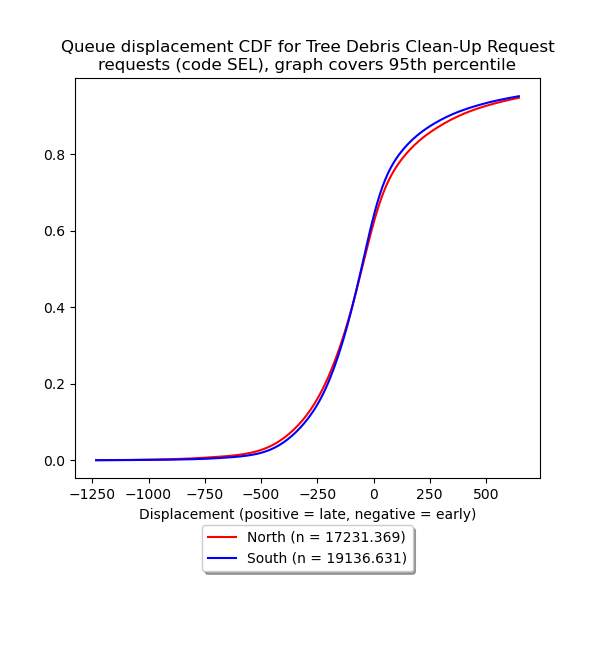 Queue displacement CDF for Tree Debris Clean-Up Request
requests (code SEL), graph covers 95th percentile
0.8
0.6
0.4
0.2
0.0
−1250 −1000 −750 −500 −250 0 250 500
Displacement (positive = late, negative = early)
North (n = 17231.369)
South (n = 19136.631)